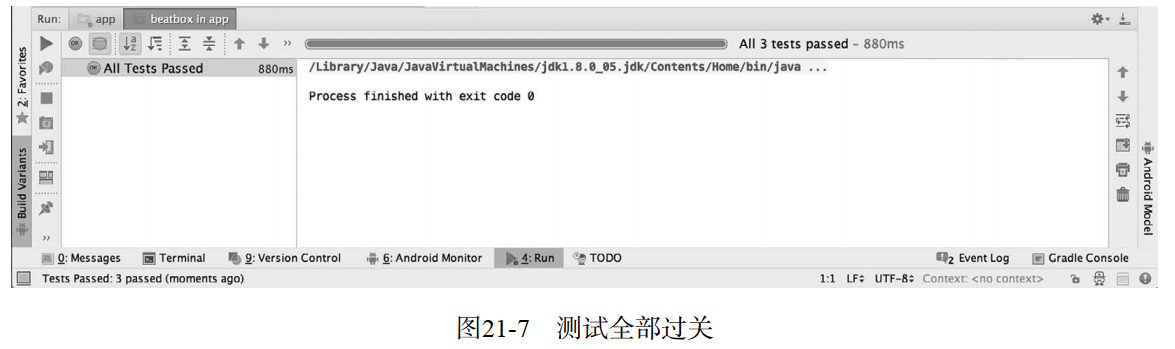 Run: app beatbox in app
All 3 tests passed – 880ms
All Tests Passed 880ms
/Library/Java/JavaVirtualMachines/jdk1.8.0_05.jdk/Contents/Home/bin/java ...
Process finished with exit code 0
2: Favorites
Build Variants
Android Model
0: Messages Terminal 9: Version Control 6: Android Monitor 4: Run TODO 2 Event Log Gradle Console
Tests Passed: 3 passed (moments ago) 1:1 LF UTF-8 Context: <no context>
图21-7 测试全部过关